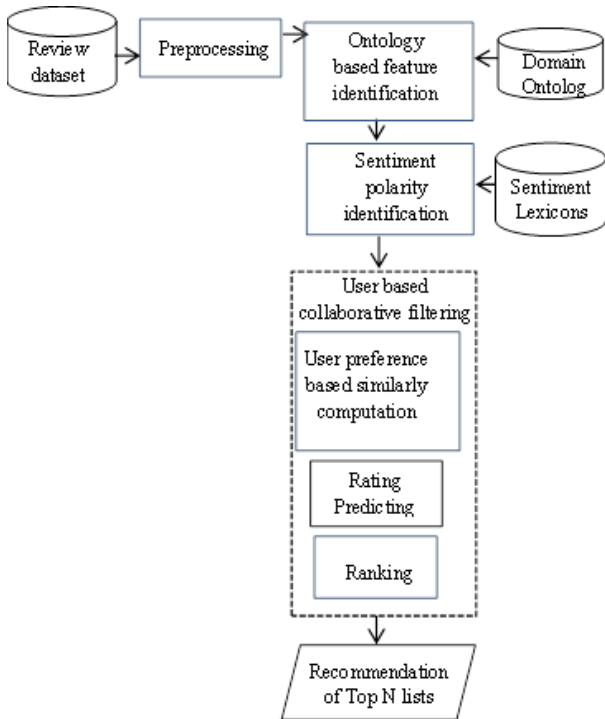 Review
dataset
Preprocessing
Ontology
based feature
identification
Domain
Ontolog
Sentiment
polarity
identification
Sentiment
Lexicons
User based
collaborative filtering
User preference
based similarly
computation
Rating
Predicting
Ranking
Recommendation
of Top N lists